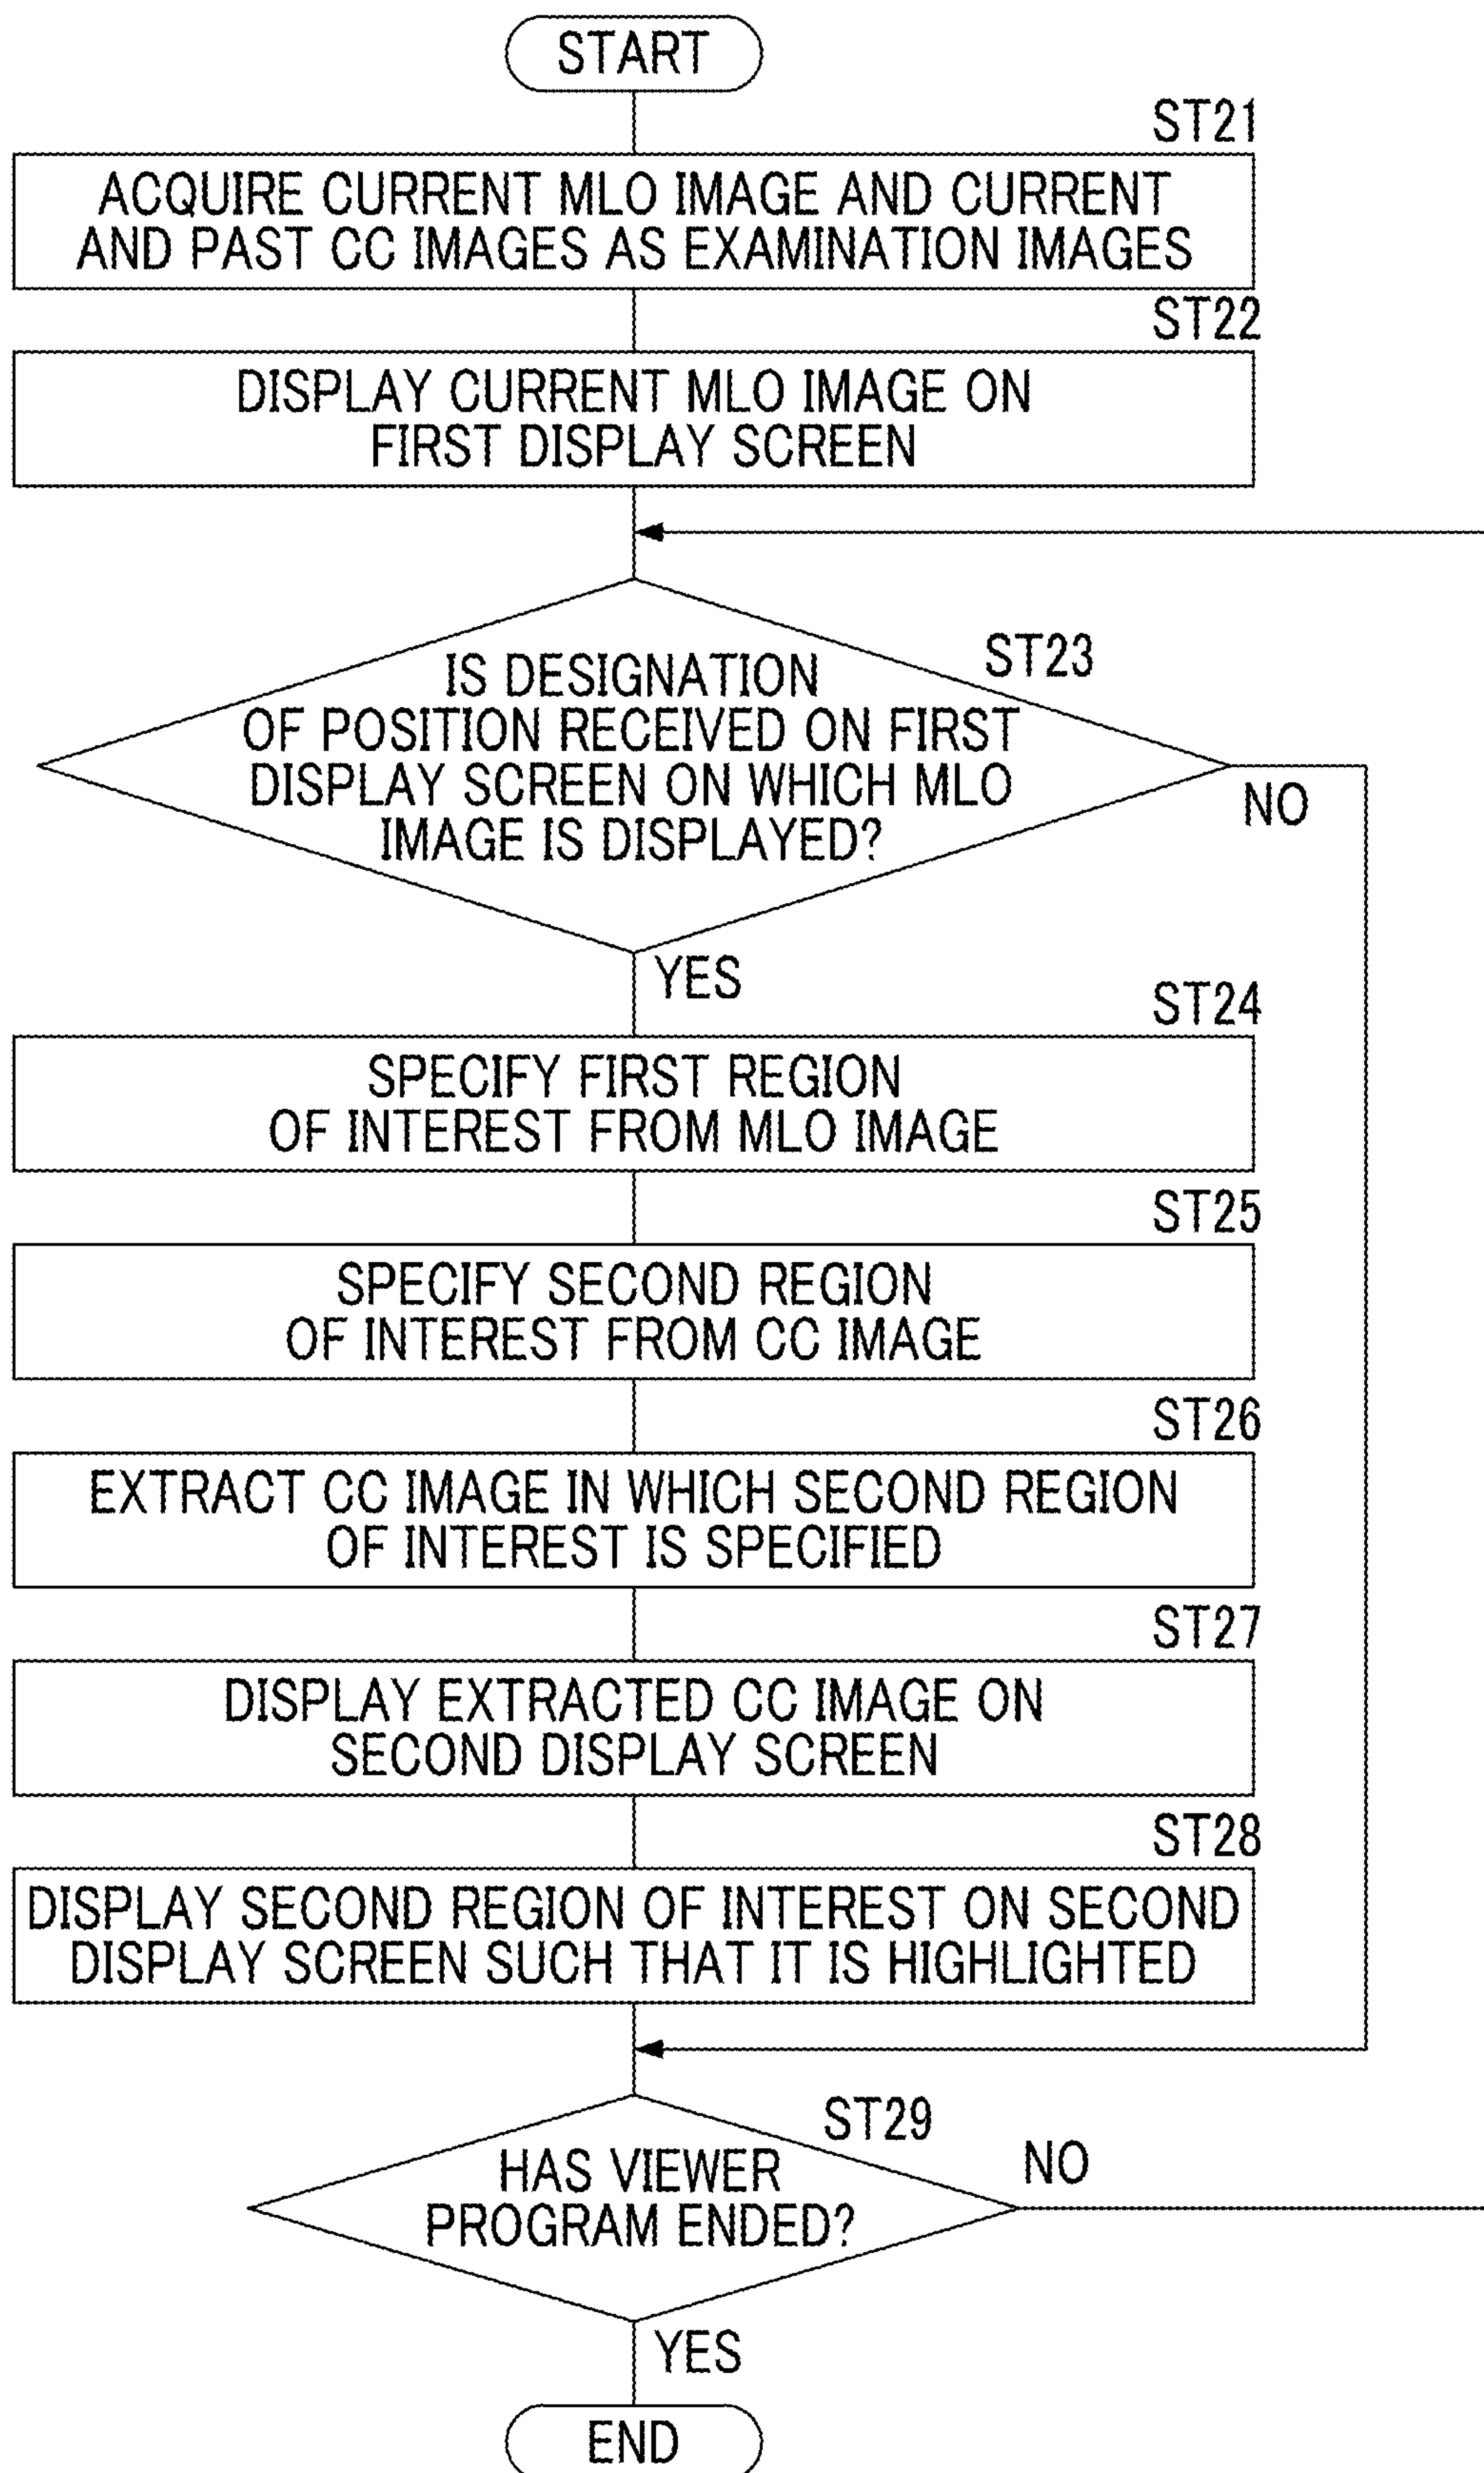 START
ST21
ACQUIRE CURRENT MLO IMAGE AND CURRENT
AND PAST CC IMAGES AS EXAMINATION IMAGES
ST22
DISPLAY CURRENT MLO IMAGE ON
FIRST DISPLAY SCREEN
ST23
IS DESIGNATION
OF POSITION RECEIVED ON FIRST
DISPLAY SCREEN ON WHICH MLO
IMAGE IS DISPLAYED?
NO
YES
ST24
SPECIFY FIRST REGION
OF INTEREST FROM MLO IMAGE
ST25
SPECIFY SECOND REGION
OF INTEREST FROM CC IMAGE
ST26
EXTRACT CC IMAGE IN WHICH SECOND REGION
OF INTEREST IS SPECIFIED
ST27
DISPLAY EXTRACTED CC IMAGE ON
SECOND DISPLAY SCREEN
ST28
DISPLAY SECOND REGION OF INTEREST ON SECOND
DISPLAY SCREEN SUCH THAT IT IS HIGHLIGHTED
ST29
HAS VIEWER
PROGRAM ENDED?
NO
YES
END